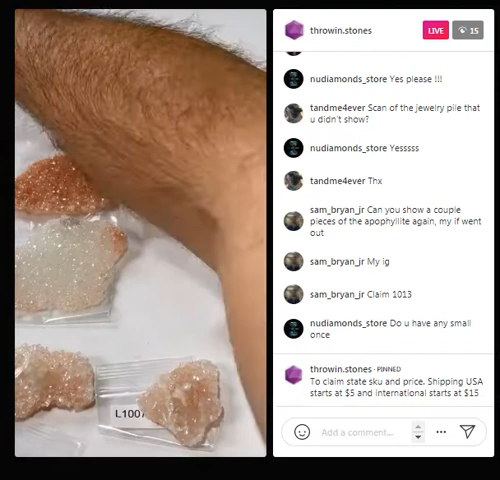 throwin.stones
LIVE
15
nudiamonds_store Yes please !!!
tandme4ever Scan of the jewelry pile that
u didn't show?
nudiamonds_store Yesssss
tandme4ever Thx
sam_bryan_jr Can you show a couple
pieces of the apophyllite again, my if went
out
sam_bryan_jr My ig
sam_bryan_jr Claim 1013
nudiamonds_store Do u have any small
once
throwin.stones · PINNED
To claim state sku and price. Shipping USA
starts at $5 and international starts at $15
Add a comment...
L1007